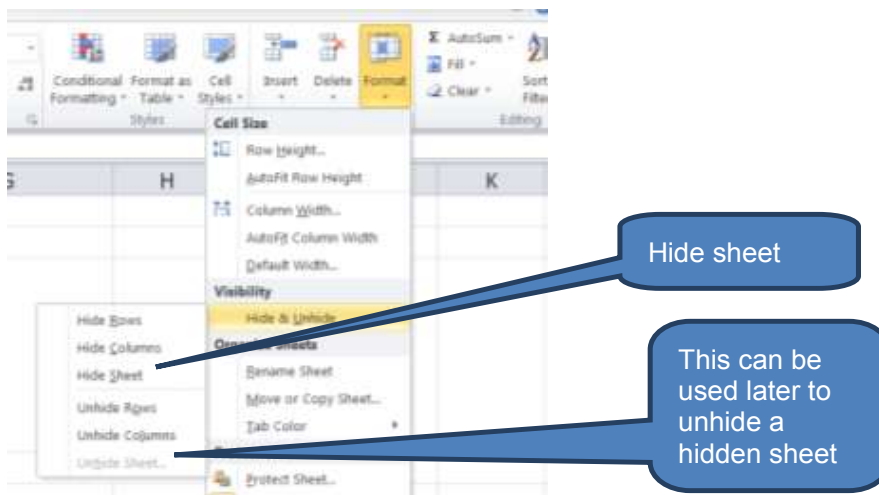 Σ AutoSum
Fill
Clear
Conditional Formatting
Format as Table
Cell Styles
Insert
Delete
Format
Sort
Filte
Styles
Editing
Cell Size
Row Height...
AutoFit Row Height
H
K
Column Width...
AutoFit Column Width
Default Width...
Hide sheet
Visibility
Hide & Unhide
Hide Rows
Hide Columns
Organize Sheets
Hide Sheet
Rename Sheet
Move or Copy Sheet...
Unhide Rows
Tab Color
Unhide Columns
Unhide Sheet...
Protect Sheet...
This can be
used later to
unhide a
hidden sheet